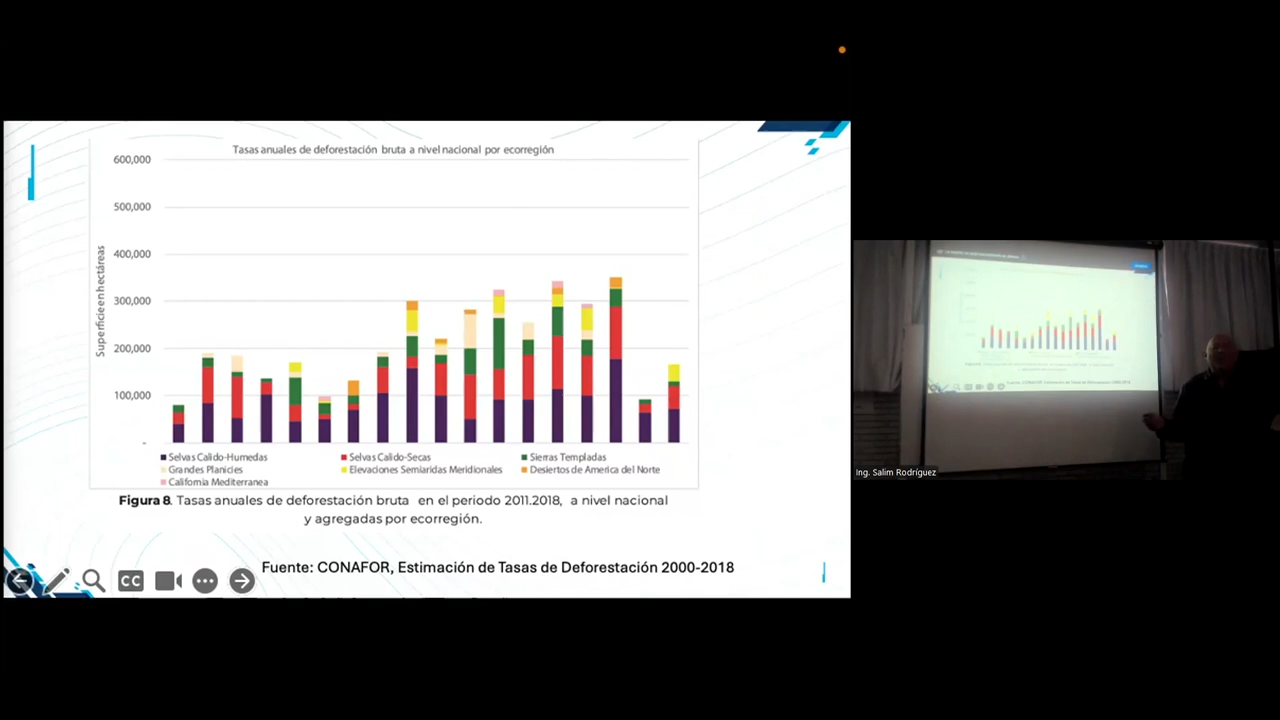 Tasas anuales de deforestación bruta a nivel nacional por ecorregión
600,000
500,000
400,000
300,000
200,000
100,000
-
Superficie en hectáreas
Selvas Calido-Humedas
Selvas Calido-Secas
Sierras Templadas
Grandes Planicies
Elevaciones Semiaridas Meridionales
Desiertos de America del Norte
California Mediterranea
Figura 8. Tasas anuales de deforestación bruta en el periodo 2011.2018, a nivel nacional
y agregadas por ecorregión.
Fuente: CONAFOR, Estimación de Tasas de Deforestación 2000-2018
CC
Ing. Salim Rodríguez